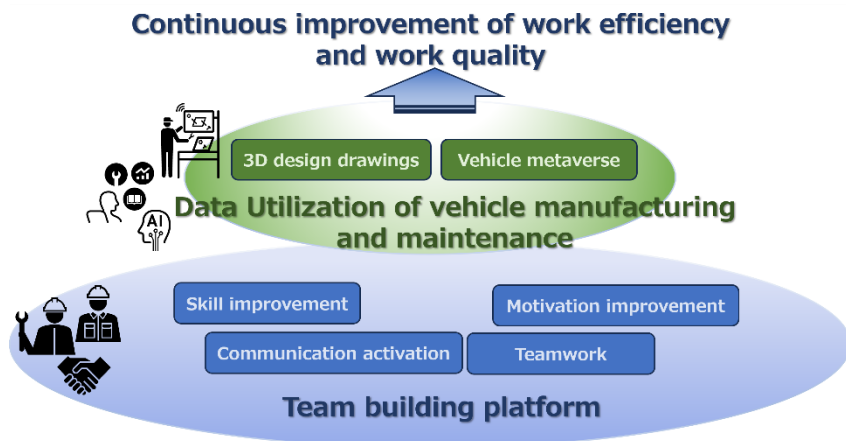 Continuous improvement of work efficiency
and work quality
3D design drawings
Vehicle metaverse
Data Utilization of vehicle manufacturing
and maintenance
AI
Skill improvement
Motivation improvement
Communication activation
Teamwork
Team building platform